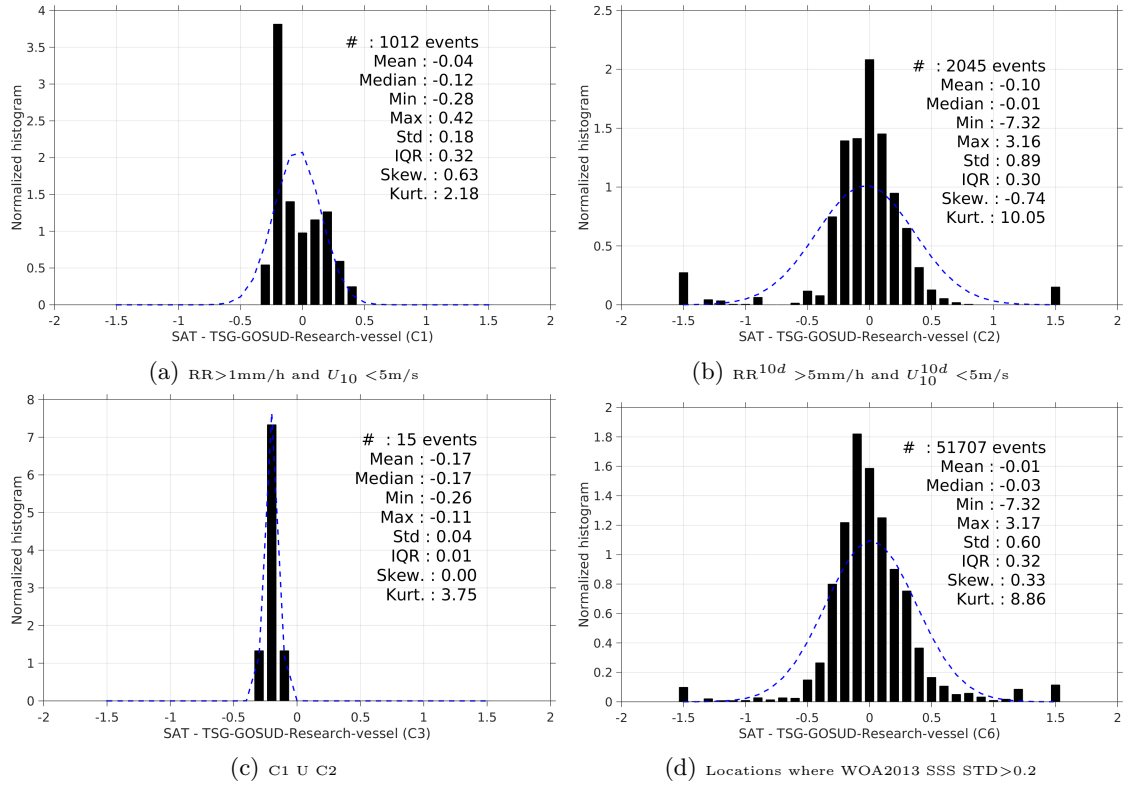 4
3.5
3
2.5
2
1.5
1
0.5
0
Normalized histogram
# : 1012 events
Mean : -0.04
Median : -0.12
Min : -0.28
Max : 0.42
Std : 0.18
IQR : 0.32
Skew. : 0.63
Kurt. : 2.18
-2 -1.5 -1 -0.5 0 0.5 1 1.5 2
SAT - TSG-GOSUD-Research-vessel (C1)
(a) RR>1mm/h and U10 <5m/s
2.5
2
1.5
1
0.5
0
Normalized histogram
# : 2045 events
Mean : -0.10
Median : -0.01
Min : -7.32
Max : 3.16
Std : 0.89
IQR : 0.30
Skew. : -0.74
Kurt. : 10.05
-2 -1.5 -1 -0.5 0 0.5 1 1.5 2
SAT - TSG-GOSUD-Research-vessel (C2)
(b) RR^10d >5mm/h and U_10^10d <5m/s
8
7
6
5
4
3
2
1
0
Normalized histogram
# : 15 events
Mean : -0.17
Median : -0.17
Min : -0.26
Max : -0.11
Std : 0.04
IQR : 0.01
Skew. : 0.00
Kurt. : 3.75
-2 -1.5 -1 -0.5 0 0.5 1 1.5 2
SAT - TSG-GOSUD-Research-vessel (C3)
(c) C1 U C2
2
1.8
1.6
1.4
1.2
1
0.8
0.6
0.4
0.2
0
Normalized histogram
# : 51707 events
Mean : -0.01
Median : -0.03
Min : -7.32
Max : 3.17
Std : 0.60
IQR : 0.32
Skew. : 0.33
Kurt. : 8.86
-2 -1.5 -1 -0.5 0 0.5 1 1.5 2
SAT - TSG-GOSUD-Research-vessel (C6)
(d) Locations where WOA2013 SSS STD>0.2